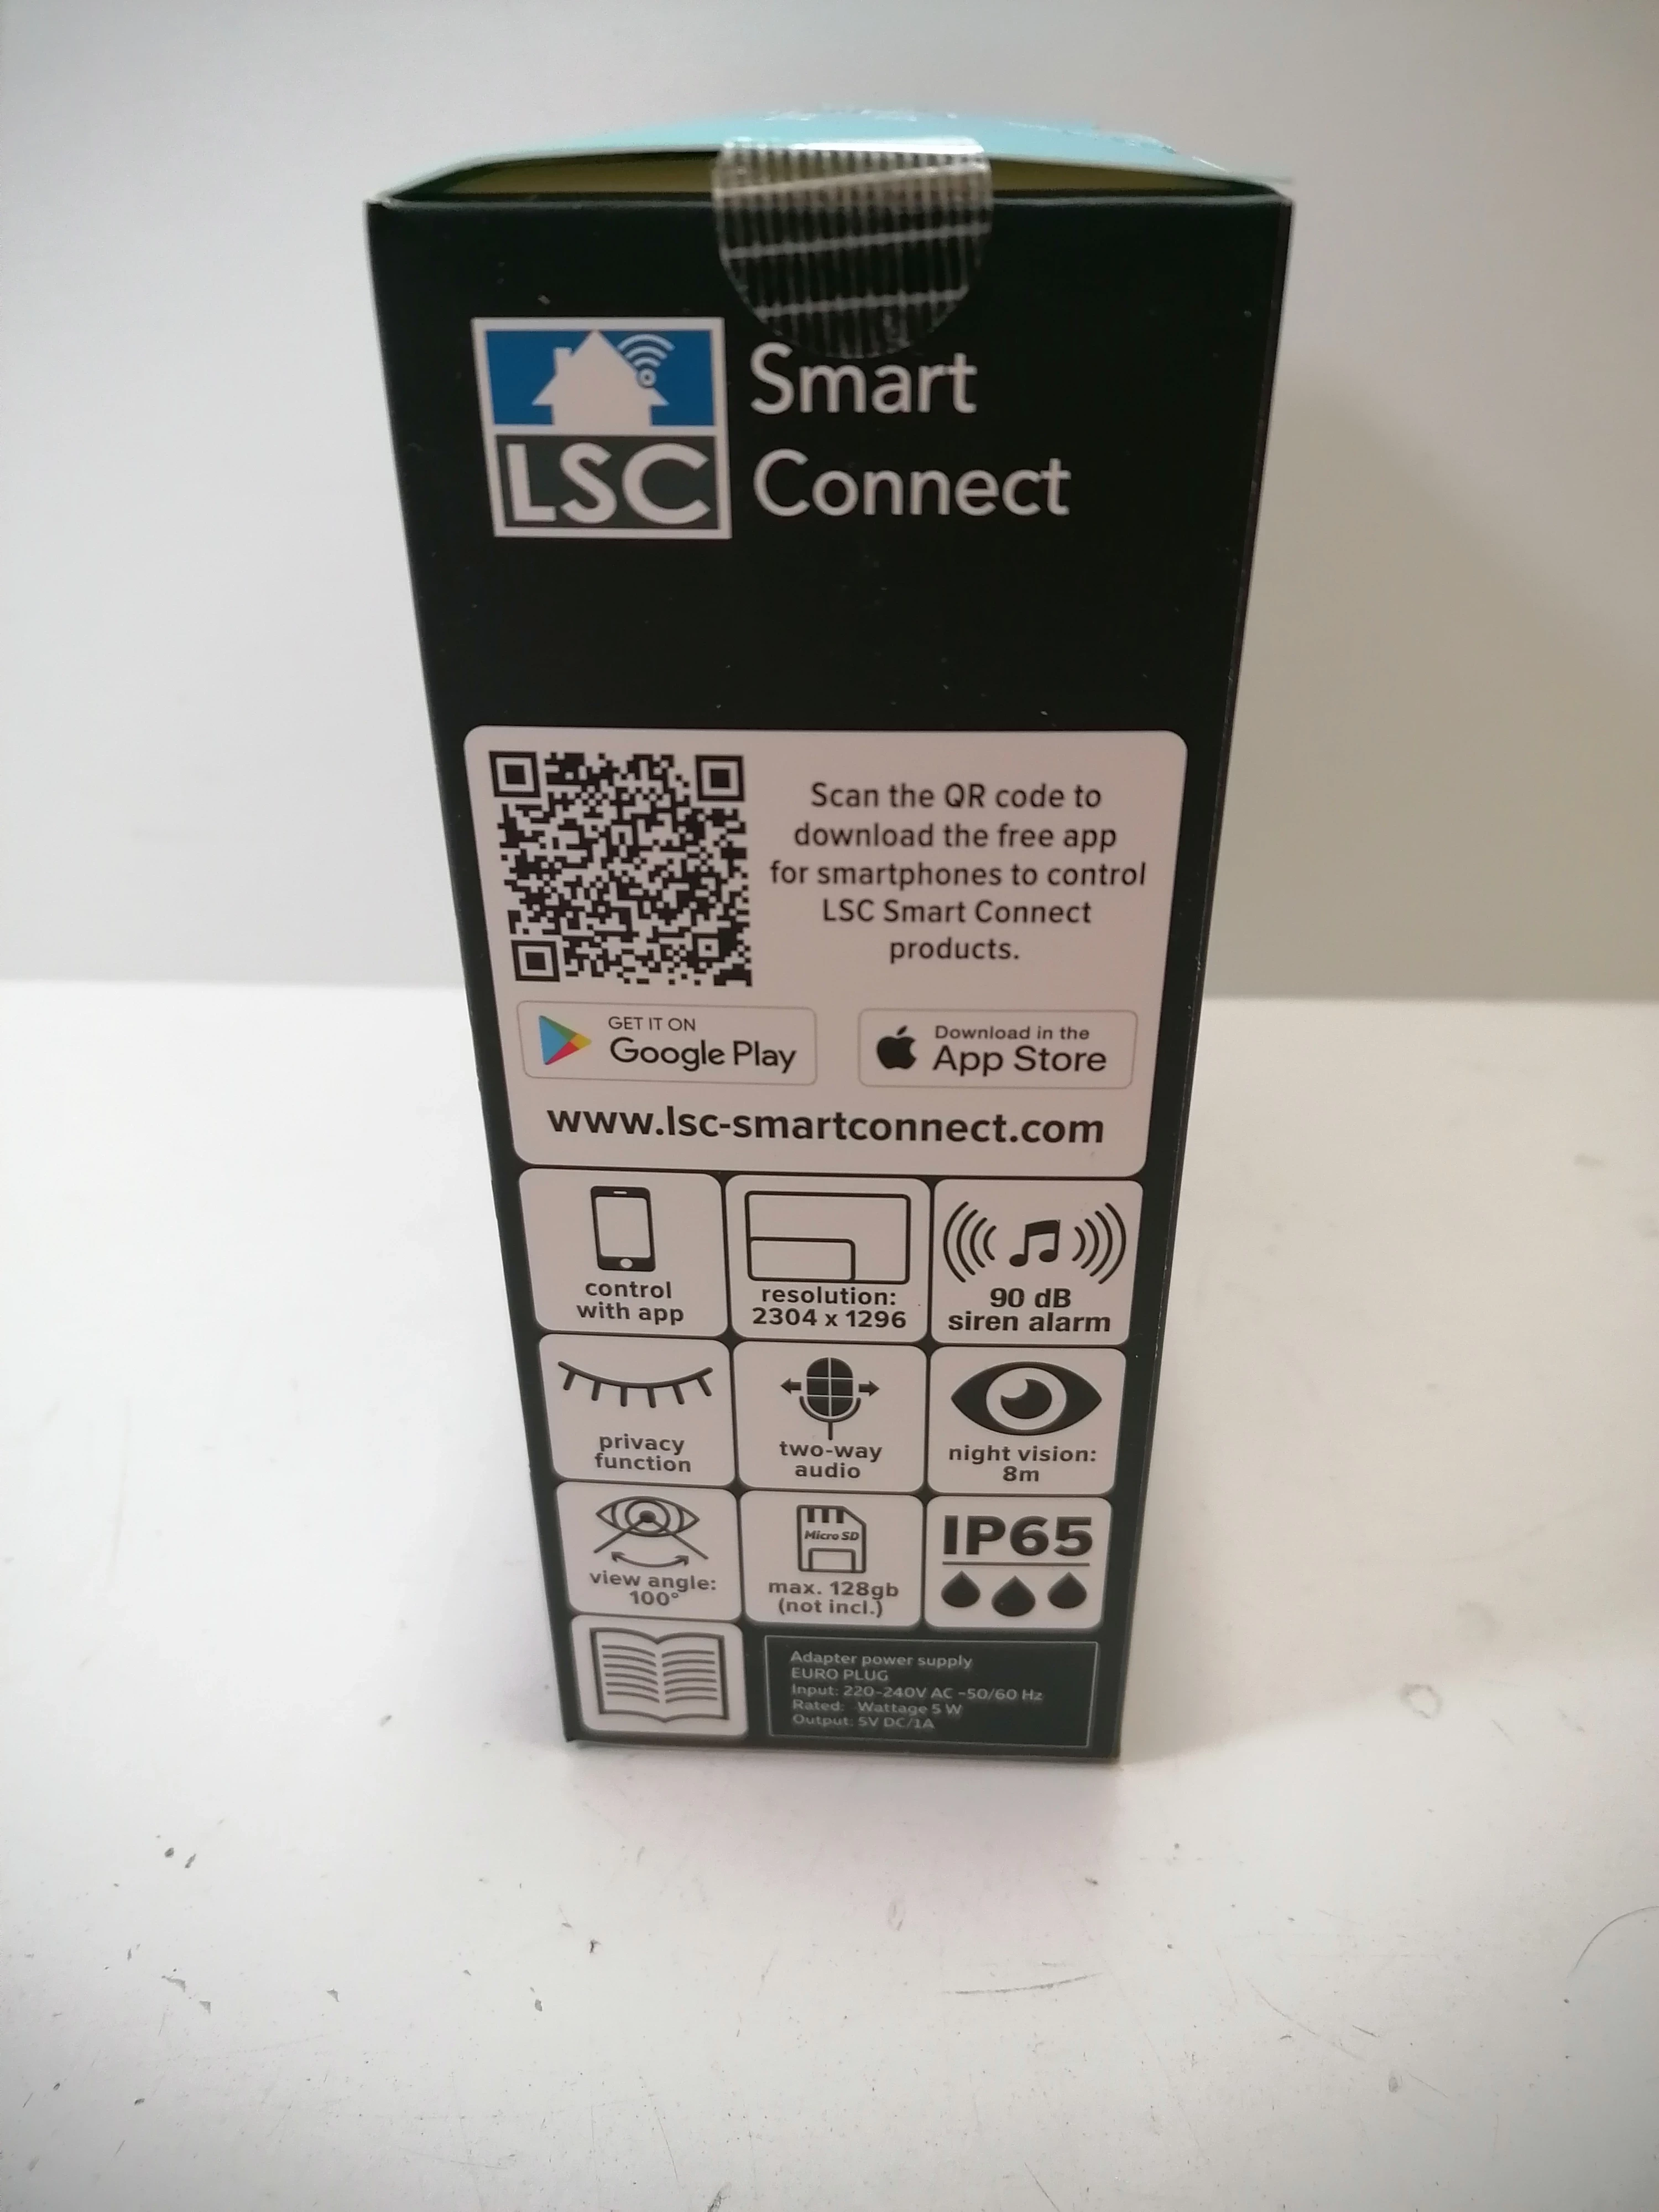 LSC
Smart
Connect
Scan the QR code to
download the free app
for smartphones to control
LSC Smart Connect
products.
GET IT ON
Google Play
Download in the
App Store
www.lsc-smartconnect.com
control
with app
resolution:
2304 x 1296
90 dB
siren alarm
privacy
function
two-way
audio
night vision:
8m
view angle:
100°
Micro SD
max. 128gb
(not incl.)
IP65
Adapter power supply
EURO PLUG
Input: 220-240V AC ~50/60 Hz
Rated: Wattage 5 W
Output: 5V DC/1A